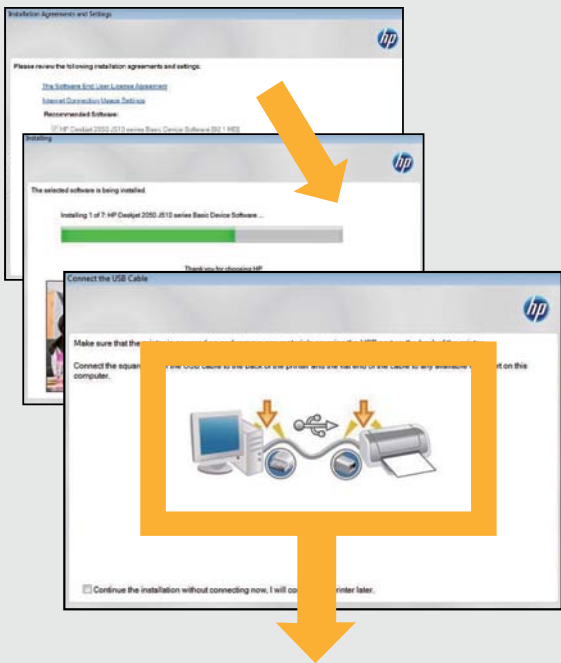 Installation Agreements and Settings
hp
Please review the following installation agreements and settings:
The Software End User License Agreement
Internet Connection Usage Settings
Recommended Software:
HP Deskjet 2050 J510 series Basic Device Software
Installing
hp
The selected software is being installed.
Installing 1 of 7: HP Deskjet 2050 J510 series Basic Device Software ...
Thank you for choosing HP
Connect the USB Cable
hp
Make sure that the
Connect the square of the USB cable to the back of the printer and the flat end of the cable to any available on this
computer.
Continue the installation without connecting now, I will printer later.